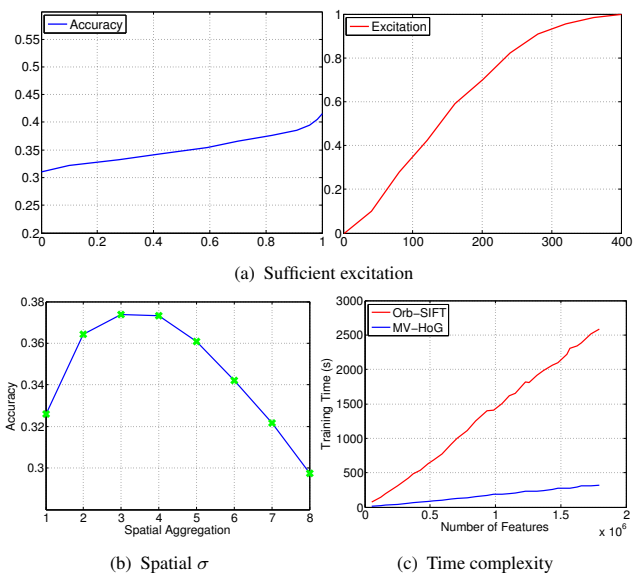 Accuracy
0.55
0.5
0.45
0.4
0.35
0.3
0.25
0.2
0 0.2 0.4 0.6 0.8 1
Excitation
1
0.8
0.6
0.4
0.2
0
0 100 200 300 400
(a) Sufficient excitation
0.38
0.36
0.34
0.32
0.3
Accuracy
1 2 3 4 5 6 7 8
Spatial Aggregation
(b) Spatial σ
Orb-SIFT
MV-HoG
3000
2500
2000
1500
1000
500
0
Training Time (s)
0 0.5 1 1.5 2
Number of Features
x 10^6
(c) Time complexity